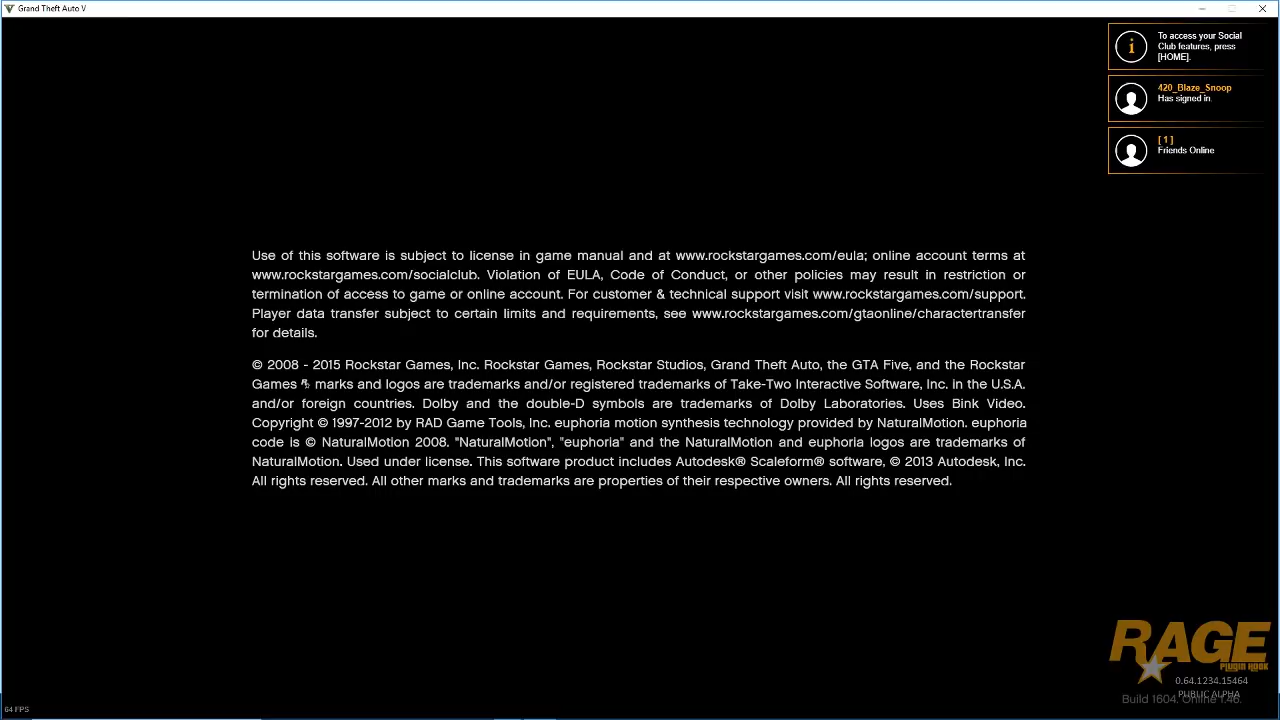 Grand Theft Auto V
To access your Social
Club features, press
[HOME].
420_Blaze_Snoop
Has signed in.
[ 1 ]
Friends Online
Use of this software is subject to license in game manual and at www.rockstargames.com/eula; online account terms at
www.rockstargames.com/socialclub. Violation of EULA, Code of Conduct, or other policies may result in restriction or
termination of access to game or online account. For customer & technical support visit www.rockstargames.com/support.
Player data transfer subject to certain limits and requirements, see www.rockstargames.com/gtaonline/charactertransfer
for details.
© 2008 - 2015 Rockstar Games, Inc. Rockstar Games, Rockstar Studios, Grand Theft Auto, the GTA Five, and the Rockstar
Games R* marks and logos are trademarks and/or registered trademarks of Take-Two Interactive Software, Inc. in the U.S.A.
and/or foreign countries. Dolby and the double-D symbols are trademarks of Dolby Laboratories. Uses Bink Video.
Copyright © 1997-2012 by RAD Game Tools, Inc. euphoria motion synthesis technology provided by NaturalMotion. euphoria
code is © NaturalMotion 2008. "NaturalMotion", "euphoria" and the NaturalMotion and euphoria logos are trademarks of
NaturalMotion. Used under license. This software product includes Autodesk® Scaleform® software, © 2013 Autodesk, Inc.
All rights reserved. All other marks and trademarks are properties of their respective owners. All rights reserved.
RAGE
PLUGIN HOOK
0.64.1234.15464
PUBLIC ALPHA
Build 1604. Online 1.46.
64 FPS